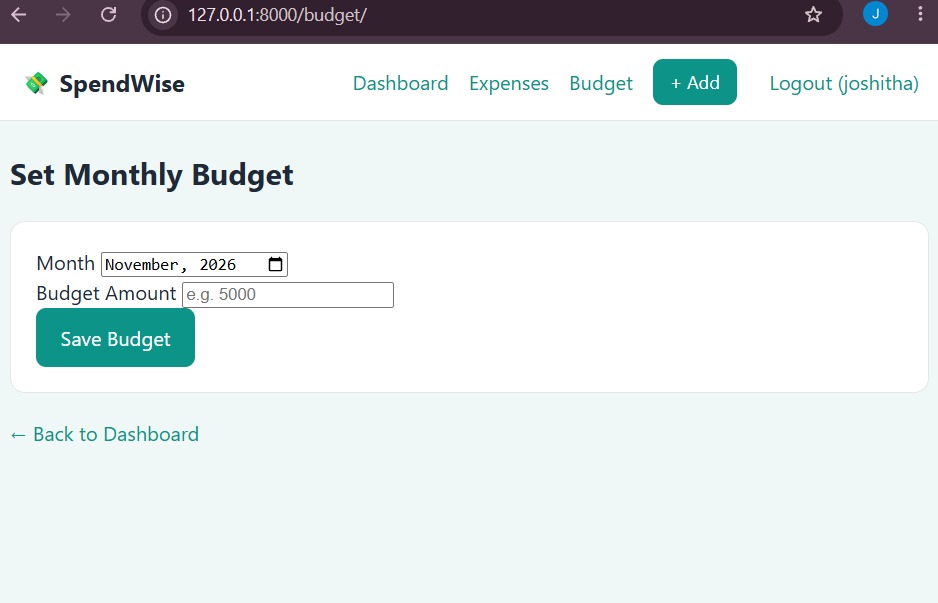 127.0.0.1:8000/budget/
J
SpendWise
Dashboard Expenses Budget + Add Logout (joshitha)
Set Monthly Budget
Month November, 2026
Budget Amount e.g. 5000
Save Budget
← Back to Dashboard